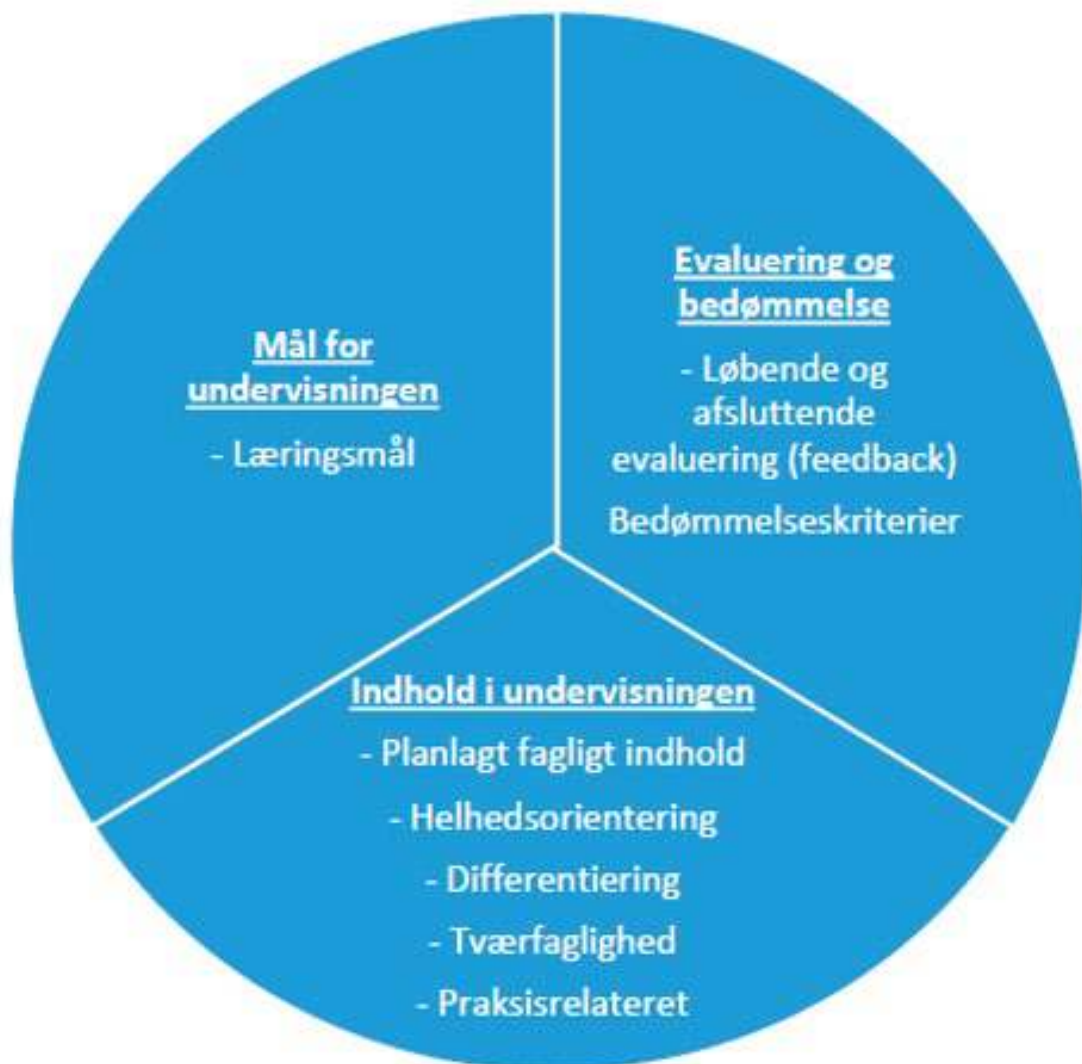 Mål for
undervisningen
- Læringsmål
Evaluering og
bedømmelse
- Løbende og
afsluttende
evaluering (feedback)
Bedømmelseskriterier
Indhold i undervisningen
- Planlagt fagligt indhold
- Helhedsorientering
- Differentiering
- Tværfaglighed
- Praksisrelateret